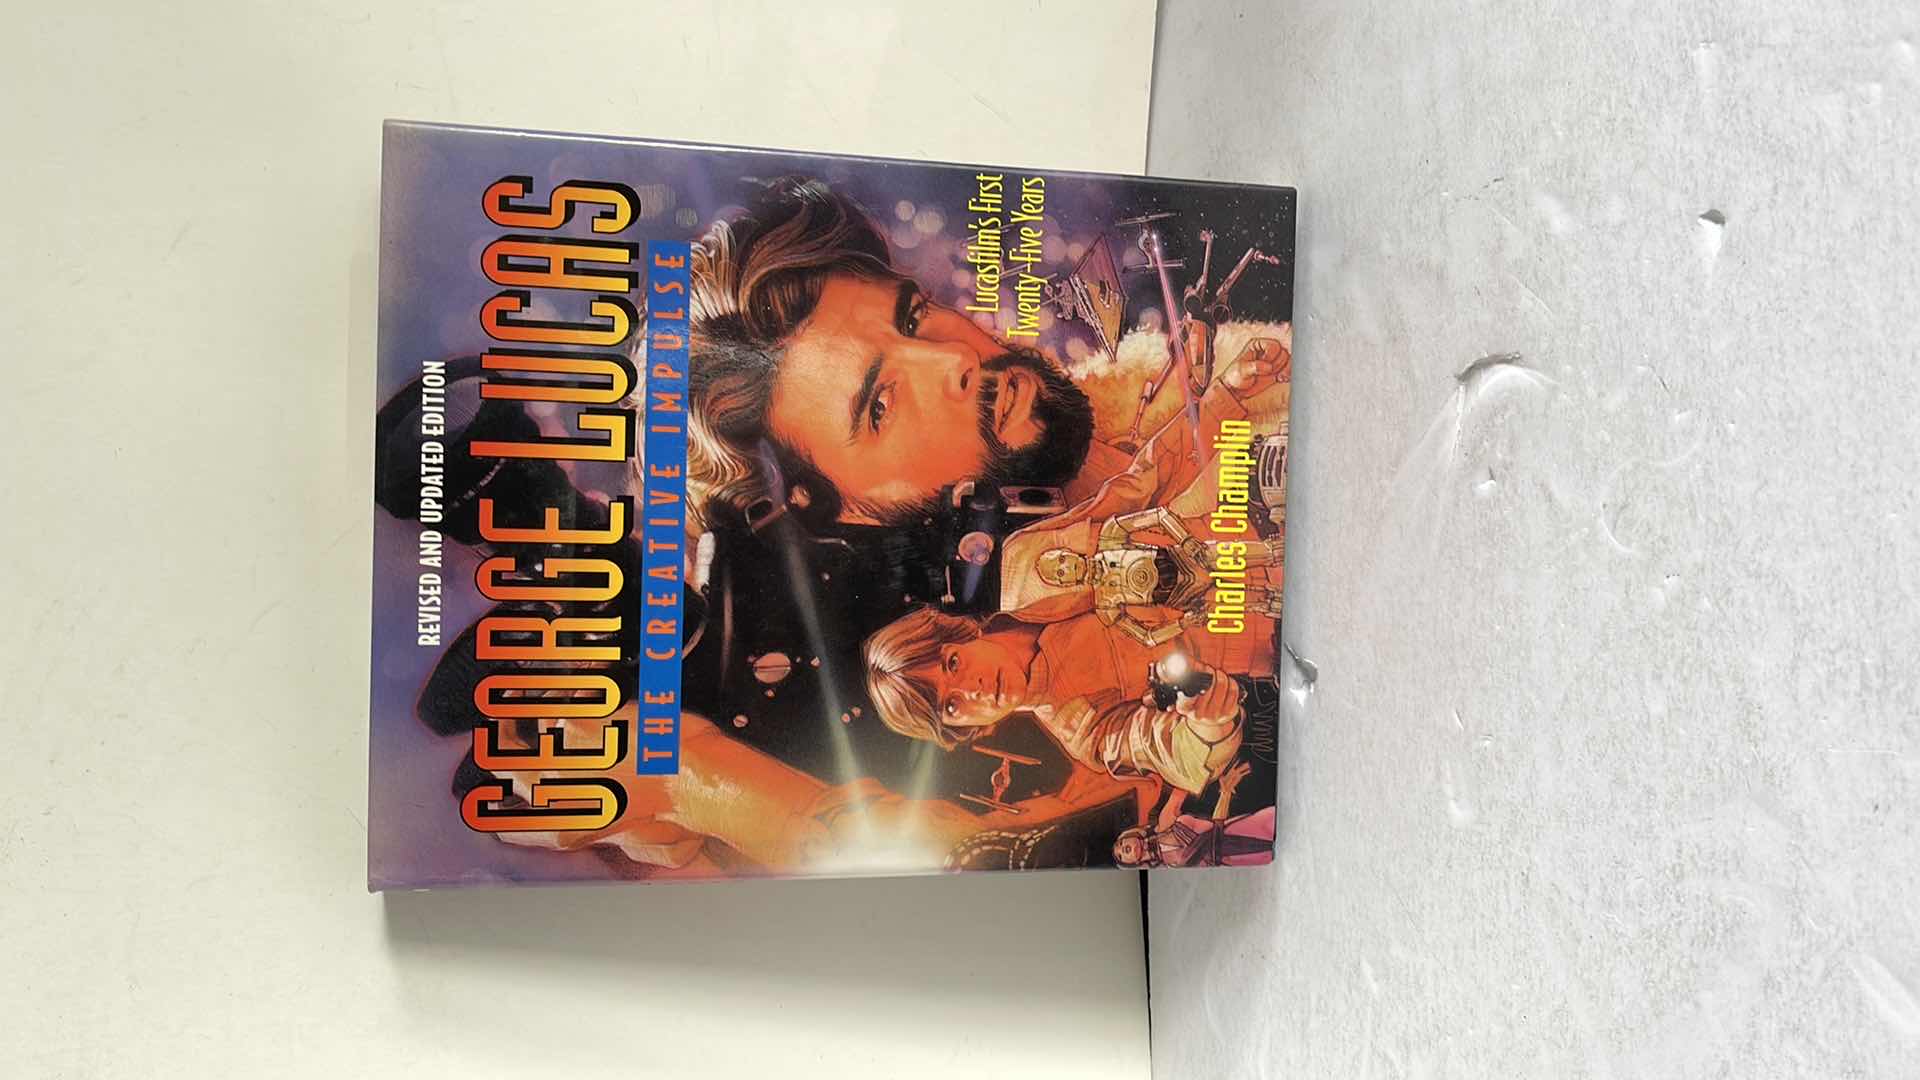 REVISED AND UPDATED EDITION
GEORGE LUCAS
THE CREATIVE IMPULSE
Lucasfilm's First
Twenty-Five Years
Charles Champlin